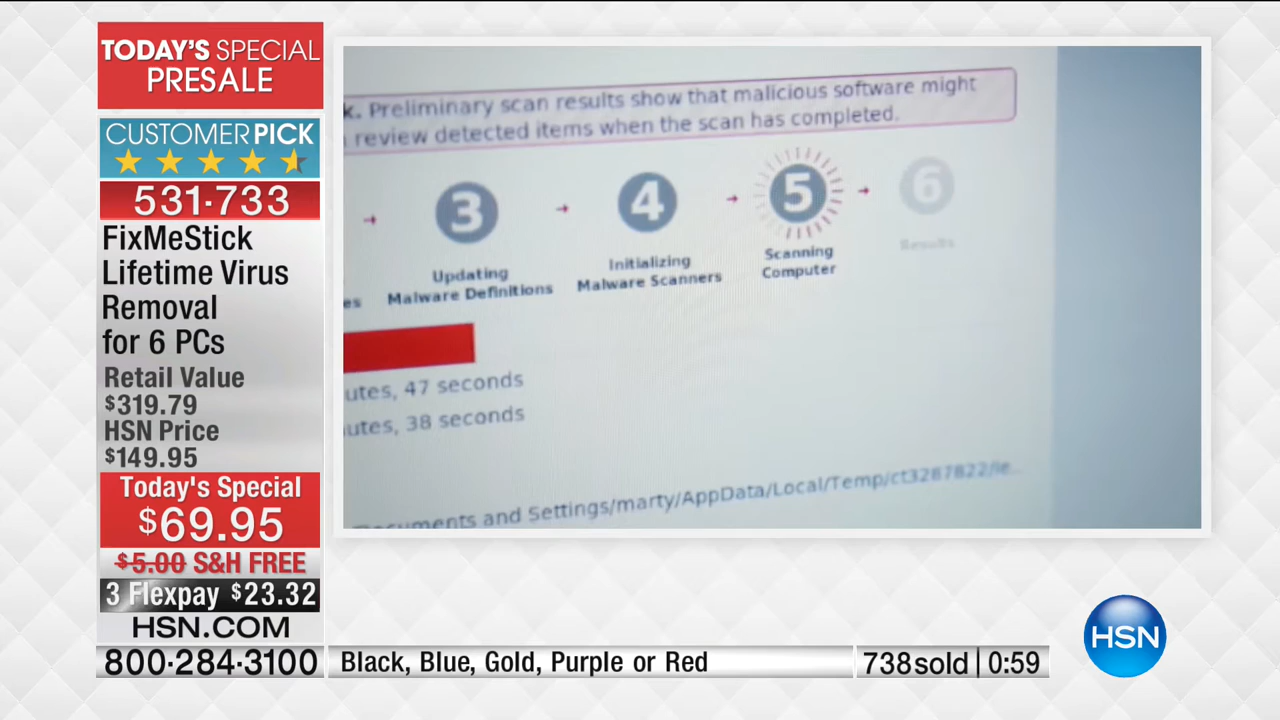 TODAY'S SPECIAL
PRESALE
CUSTOMER PICK
531·733
FixMeStick
Lifetime Virus
Removal
for 6 PCs
Retail Value
$319.79
HSN Price
$149.95
Today's Special
$69.95
$5.00 S&H FREE
3 Flexpay $23.32
HSN.COM
800·284·3100
k. Preliminary scan results show that malicious software might
review detected items when the scan has completed.
3
4
5
6
Updating
Malware Definitions
Initializing
Malware Scanners
Scanning
Computer
Results
es
utes, 47 seconds
utes, 38 seconds
Documents and Settings/marty/AppData/Local/Temp/ct3287822/ie...
HSN
Black, Blue, Gold, Purple or Red
738 sold | 0:59